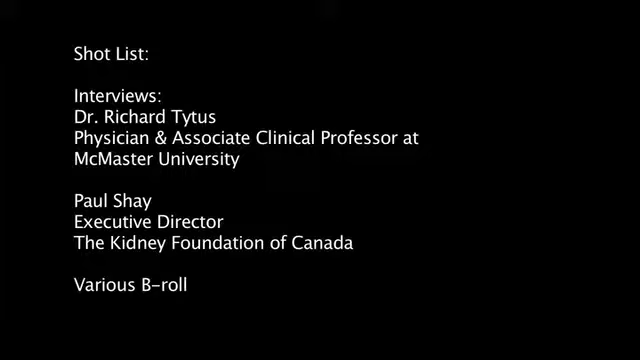 Shot List:
Interviews:
Dr. Richard Tytus
Physician & Associate Clinical Professor at
McMaster University
Paul Shay
Executive Director
The Kidney Foundation of Canada
Various B-roll